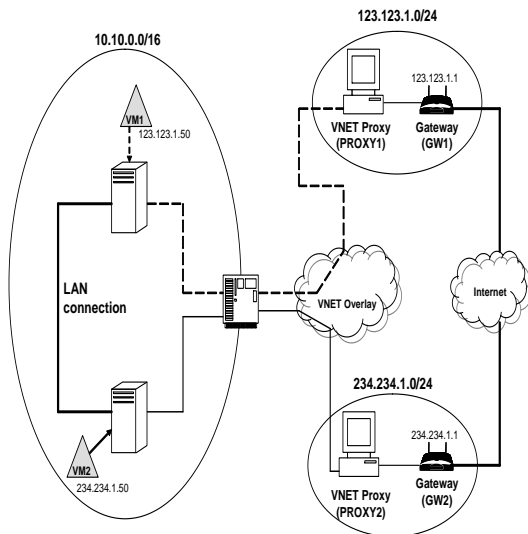 123.123.1.0/24
10.10.0.0/16
123.123.1.1
VM1
123.123.1.50
VNET Proxy
(PROXY1)
Gateway
(GW1)
LAN
connection
VNET Overlay
Internet
234.234.1.0/24
234.234.1.1
VM2
234.234.1.50
VNET Proxy
(PROXY2)
Gateway
(GW2)